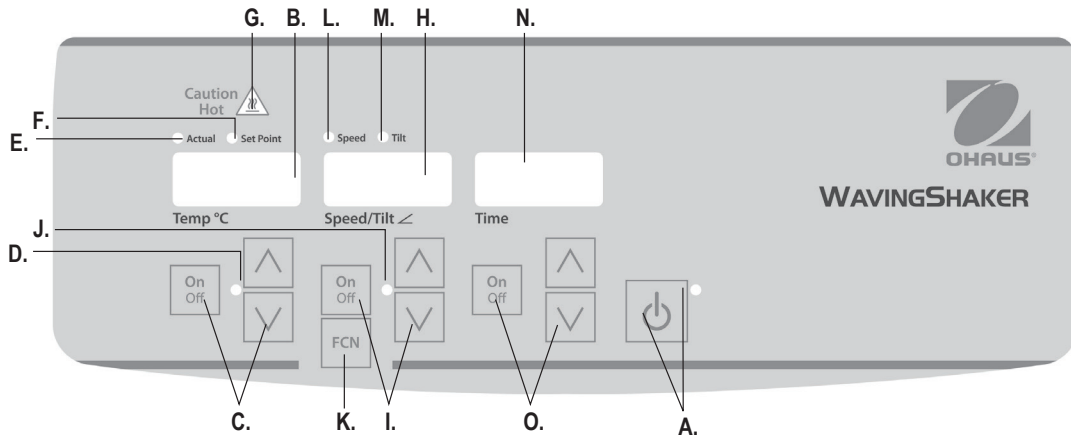 G. B. L. M. H. N.
Caution
Hot
F.
E.
Actual Set Point Speed Tilt
OHAUS®
WAVINGSHAKER
Temp °C Speed/Tilt ∠ Time
J.
D.
On
Off
On
Off
On
Off
FCN
C. K. I. O. A.